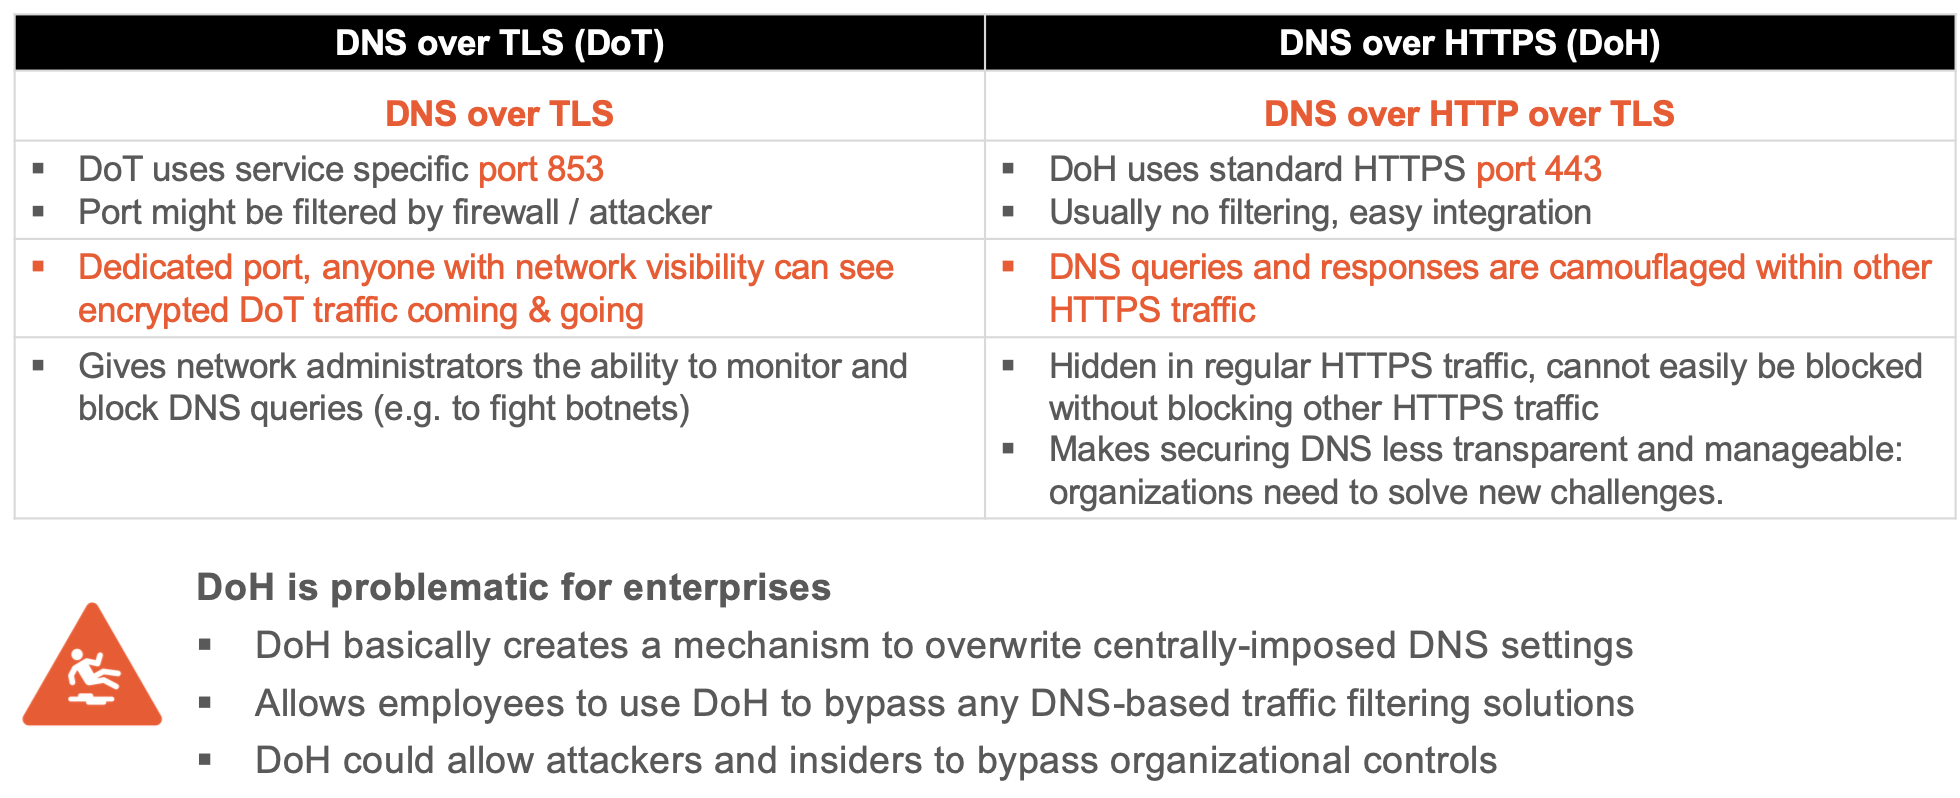 DNS over TLS (DoT)
DNS over HTTPS (DoH)
DNS over TLS
DNS over HTTP over TLS
▪ DoT uses service specific port 853
▪ Port might be filtered by firewall / attacker
▪ DoH uses standard HTTPS port 443
▪ Usually no filtering, easy integration
▪ Dedicated port, anyone with network visibility can see
encrypted DoT traffic coming & going
▪ DNS queries and responses are camouflaged within other
HTTPS traffic
▪ Gives network administrators the ability to monitor and
block DNS queries (e.g. to fight botnets)
▪ Hidden in regular HTTPS traffic, cannot easily be blocked
without blocking other HTTPS traffic
▪ Makes securing DNS less transparent and manageable:
organizations need to solve new challenges.
DoH is problematic for enterprises
▪ DoH basically creates a mechanism to overwrite centrally-imposed DNS settings
▪ Allows employees to use DoH to bypass any DNS-based traffic filtering solutions
▪ DoH could allow attackers and insiders to bypass organizational controls